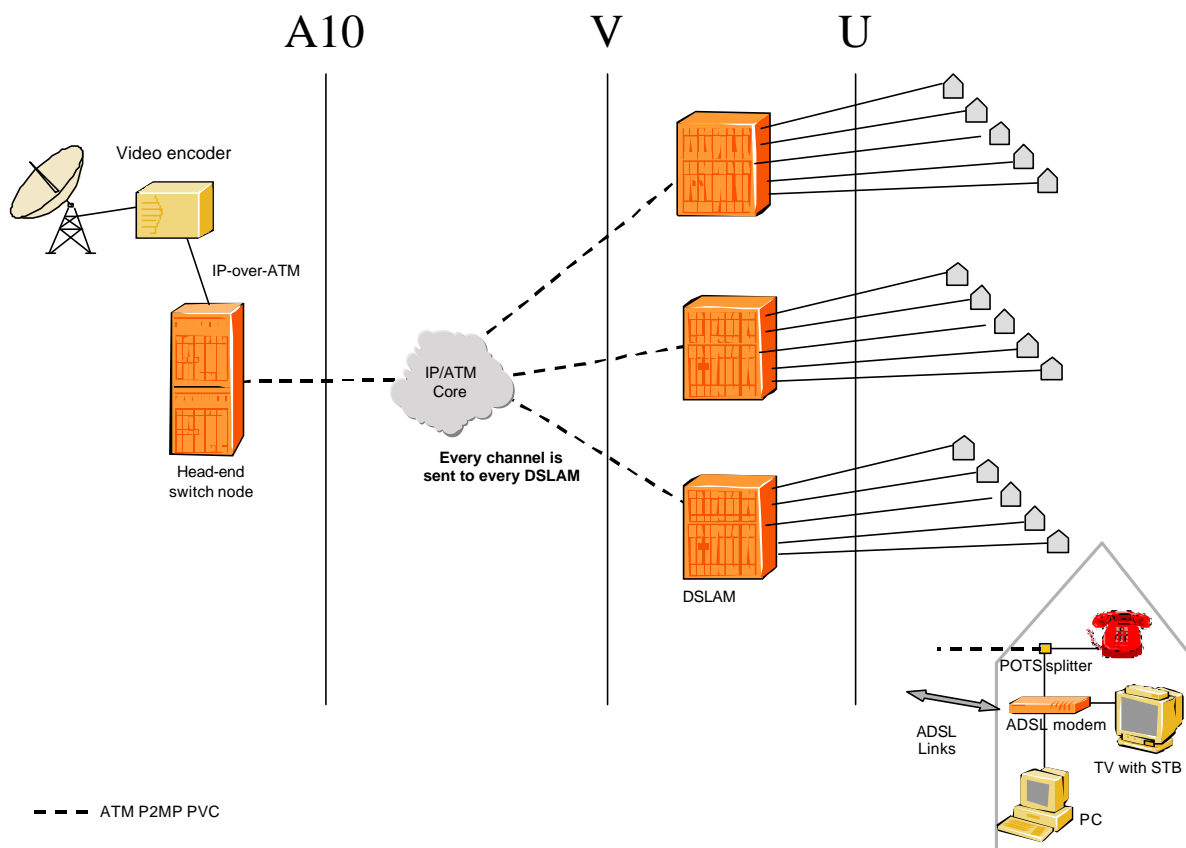 A10
V
U
Video encoder
IP-over-ATM
IP/ATM
Core
Every channel is
sent to every DSLAM
Head-end
switch node
DSLAM
POTS splitter
ADSL modem
ADSL
Links
TV with STB
PC
ATM P2MP PVC